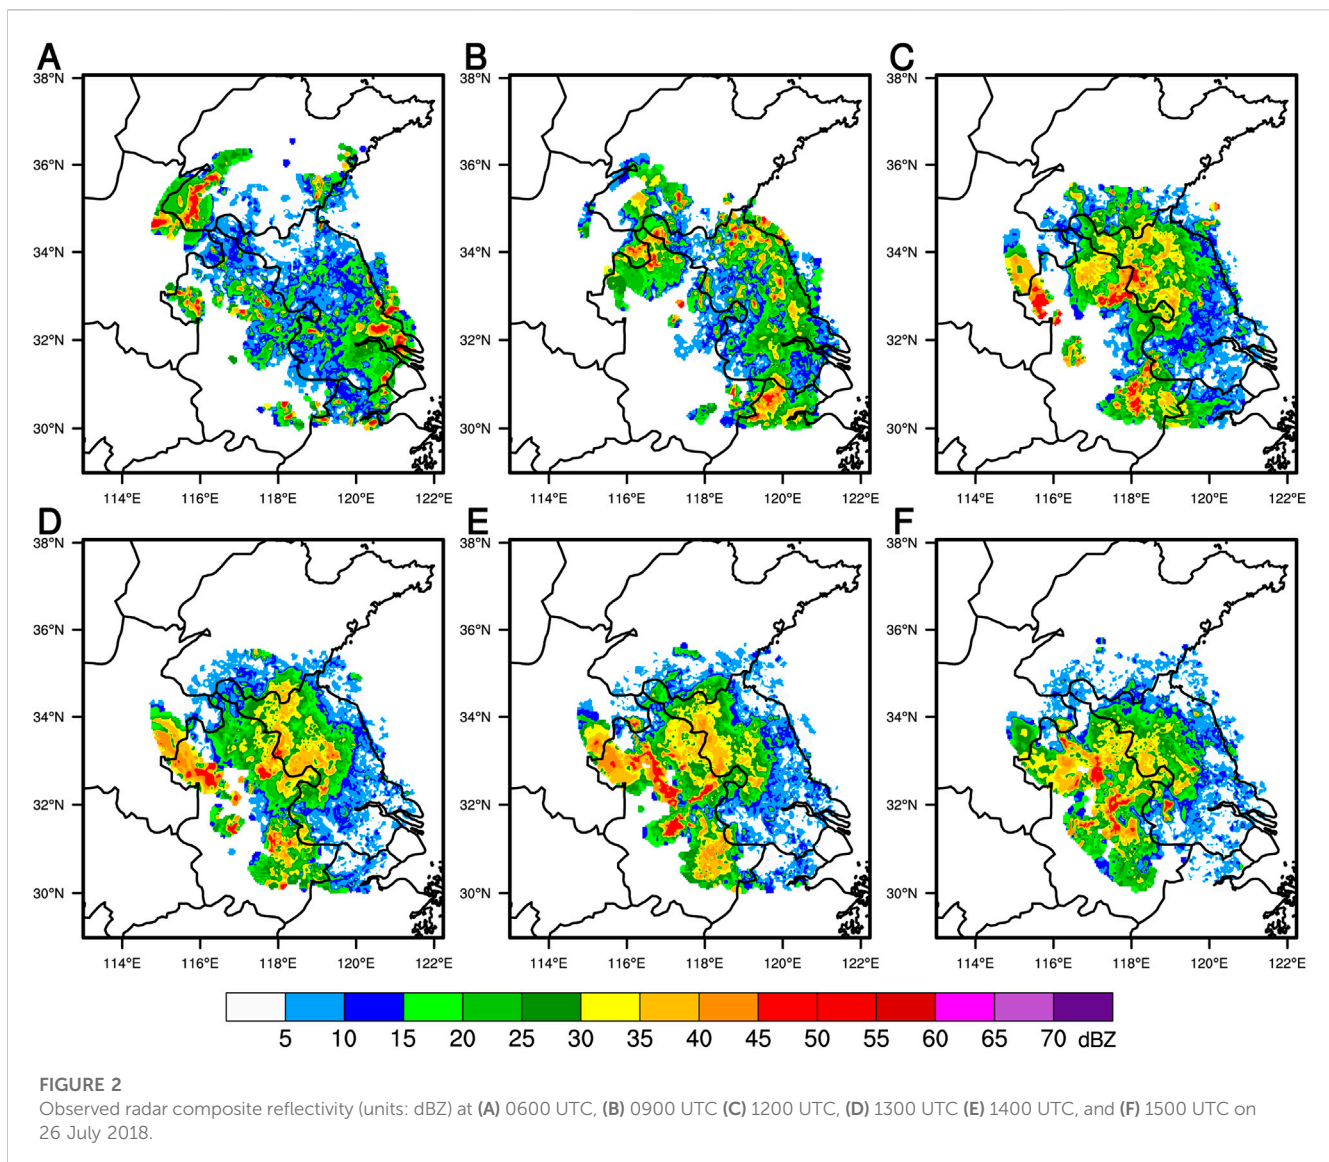 A
B
C
38°N
36°N
34°N
32°N
30°N
114°E 116°E 118°E 120°E 122°E
38°N
36°N
34°N
32°N
30°N
114°E 116°E 118°E 120°E 122°E
38°N
36°N
34°N
32°N
30°N
114°E 116°E 118°E 120°E 122°E
D
E
F
38°N
36°N
34°N
32°N
30°N
114°E 116°E 118°E 120°E 122°E
38°N
36°N
34°N
32°N
30°N
114°E 116°E 118°E 120°E 122°E
38°N
36°N
34°N
32°N
30°N
114°E 116°E 118°E 120°E 122°E
5 10 15 20 25 30 35 40 45 50 55 60 65 70 dBZ
FIGURE 2
Observed radar composite reflectivity (units: dBZ) at (A) 0600 UTC, (B) 0900 UTC (C) 1200 UTC, (D) 1300 UTC (E) 1400 UTC, and (F) 1500 UTC on
26 July 2018.